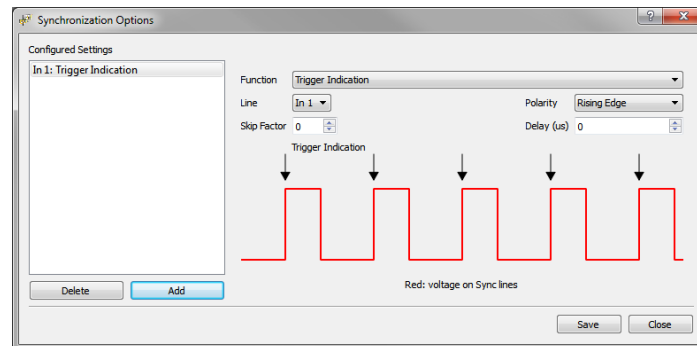 Synchronization Options
Configured Settings
In 1: Trigger Indication
Function Trigger Indication
Line In 1 Polarity Rising Edge
Skip Factor 0 Delay (us) 0
Trigger Indication
Red: voltage on Sync lines
Delete Add
Save Close